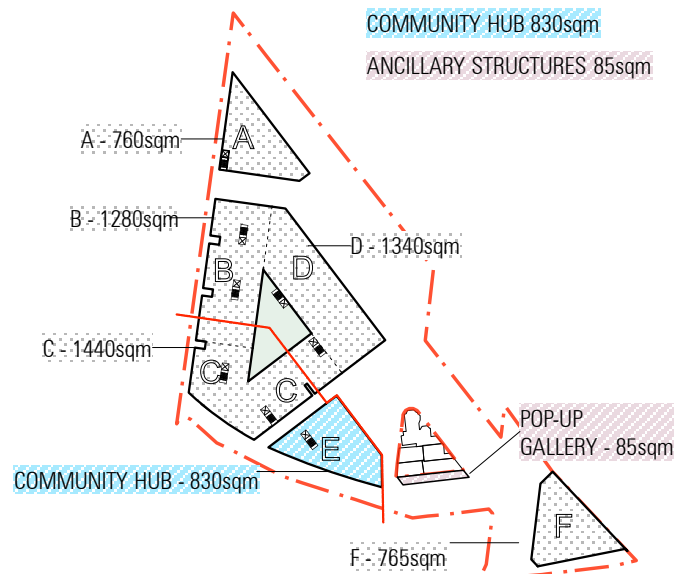 COMMUNITY HUB 830sqm
ANCILLARY STRUCTURES 85sqm
A - 760sqm
A
B - 1280sqm
D - 1340sqm
B
D
C - 1440sqm
C
C
E
POP-UP
GALLERY - 85sqm
COMMUNITY HUB - 830sqm
F
F - 765sqm